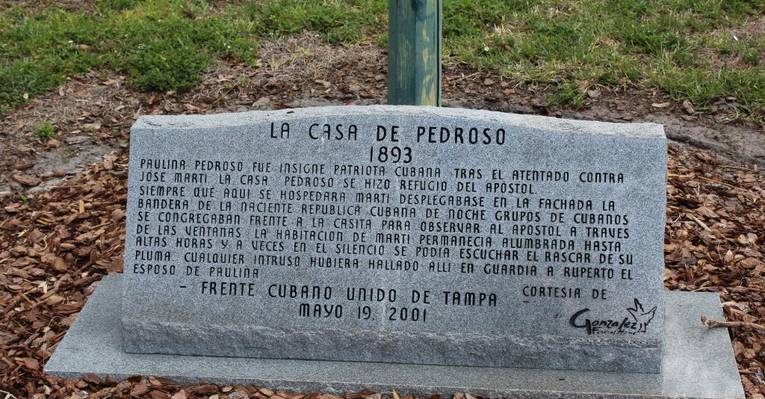 LA CASA DE PEDROSO
1893
PAULINA PEDROSO FUE INSIGNE PATRIOTA CUBANA TRAS EL ATENTADO CONTRA
JOSE MARTI, LA CASA PEDROSO SE HIZO REFUGIO DEL APOSTOL.
SIEMPRE QUE AQUI SE HOSPEDARA MARTI DESPLEGABASE EN LA FACHADA LA
BANDERA DE LA NACIENTE REPUBLICA CUBANA DE NOCHE GRUPOS DE CUBANOS
SE CONGREGABAN FRENTE A LA CASITA PARA OBSERVAR AL APOSTOL A TRAVES
DE LAS VENTANAS. LA HABITACION DE MARTI PERMANECIA ALUMBRADA HASTA
ALTAS HORAS Y A VECES EN EL SILENCIO SE PODIA ESCUCHAR EL RASCAR DE SU
PLUMA. CUALQUIER INTRUSO HUBIERA HALLADO ALLI EN GUARDIA A RUPERTO EL
ESPOSO DE PAULINA
- FRENTE CUBANO UNIDO DE TAMPA
MAYO 19, 2001
CORTESIA DE
Gonzalez